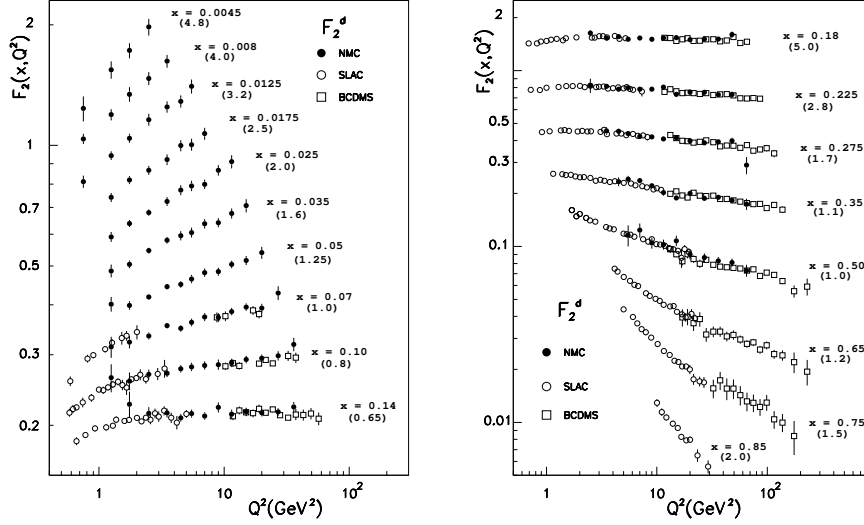 F₂(x,Q²)
2
1
0.7
0.5
0.3
0.2
x = 0.0045
(4.8)
x = 0.008
(4.0)
x = 0.0125
(3.2)
x = 0.0175
(2.5)
x = 0.025
(2.0)
x = 0.035
(1.6)
x = 0.05
(1.25)
x = 0.07
(1.0)
x = 0.10
(0.8)
x = 0.14
(0.65)
F₂ᵈ
NMC
SLAC
BCDMS
1
10
10²
Q²(GeV²)
F₂(x,Q²)
2
1
0.5
0.3
0.1
0.01
x = 0.18
(5.0)
x = 0.225
(2.8)
x = 0.275
(1.7)
x = 0.35
(1.1)
x = 0.50
(1.0)
x = 0.65
(1.2)
x = 0.75
(1.5)
x = 0.85
(2.0)
F₂ᵈ
NMC
SLAC
BCDMS
1
10
10²
Q²(GeV²)